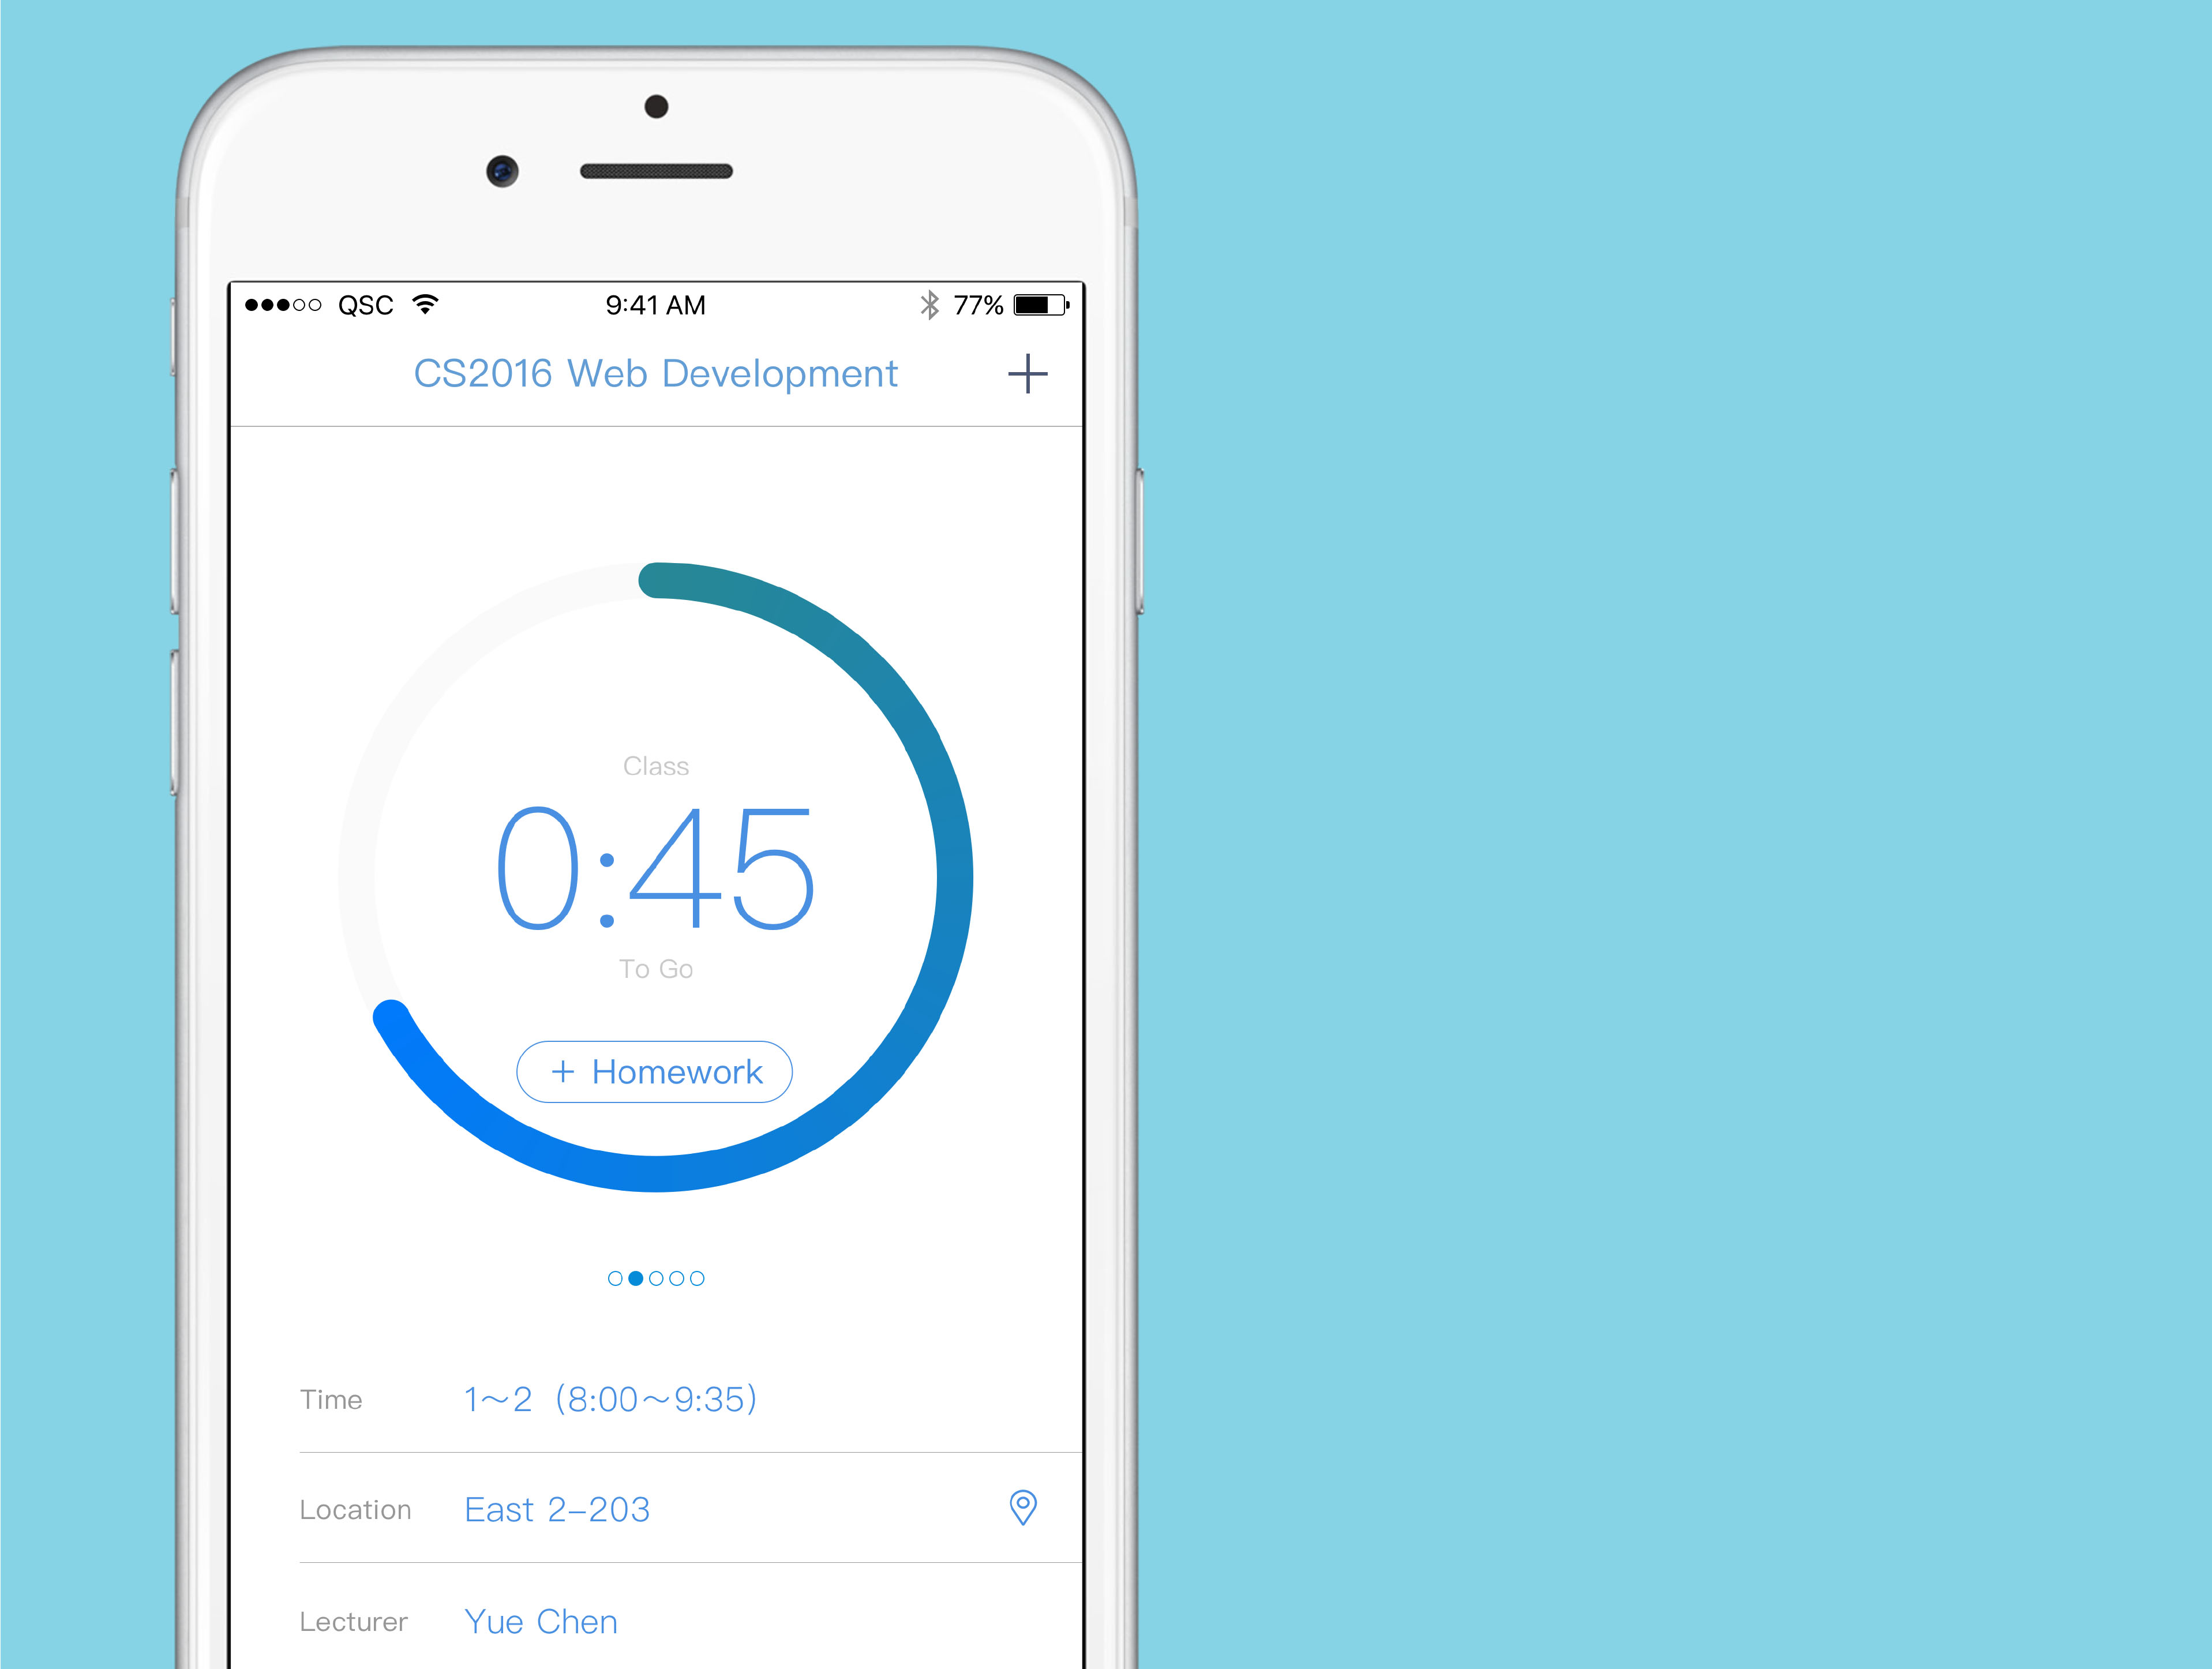 QSC 9:41 AM 77%
CS2016 Web Development
Class
0:45
To Go
+ Homework
Time 1～2 (8:00～9:35)
Location East 2-203
Lecturer Yue Chen